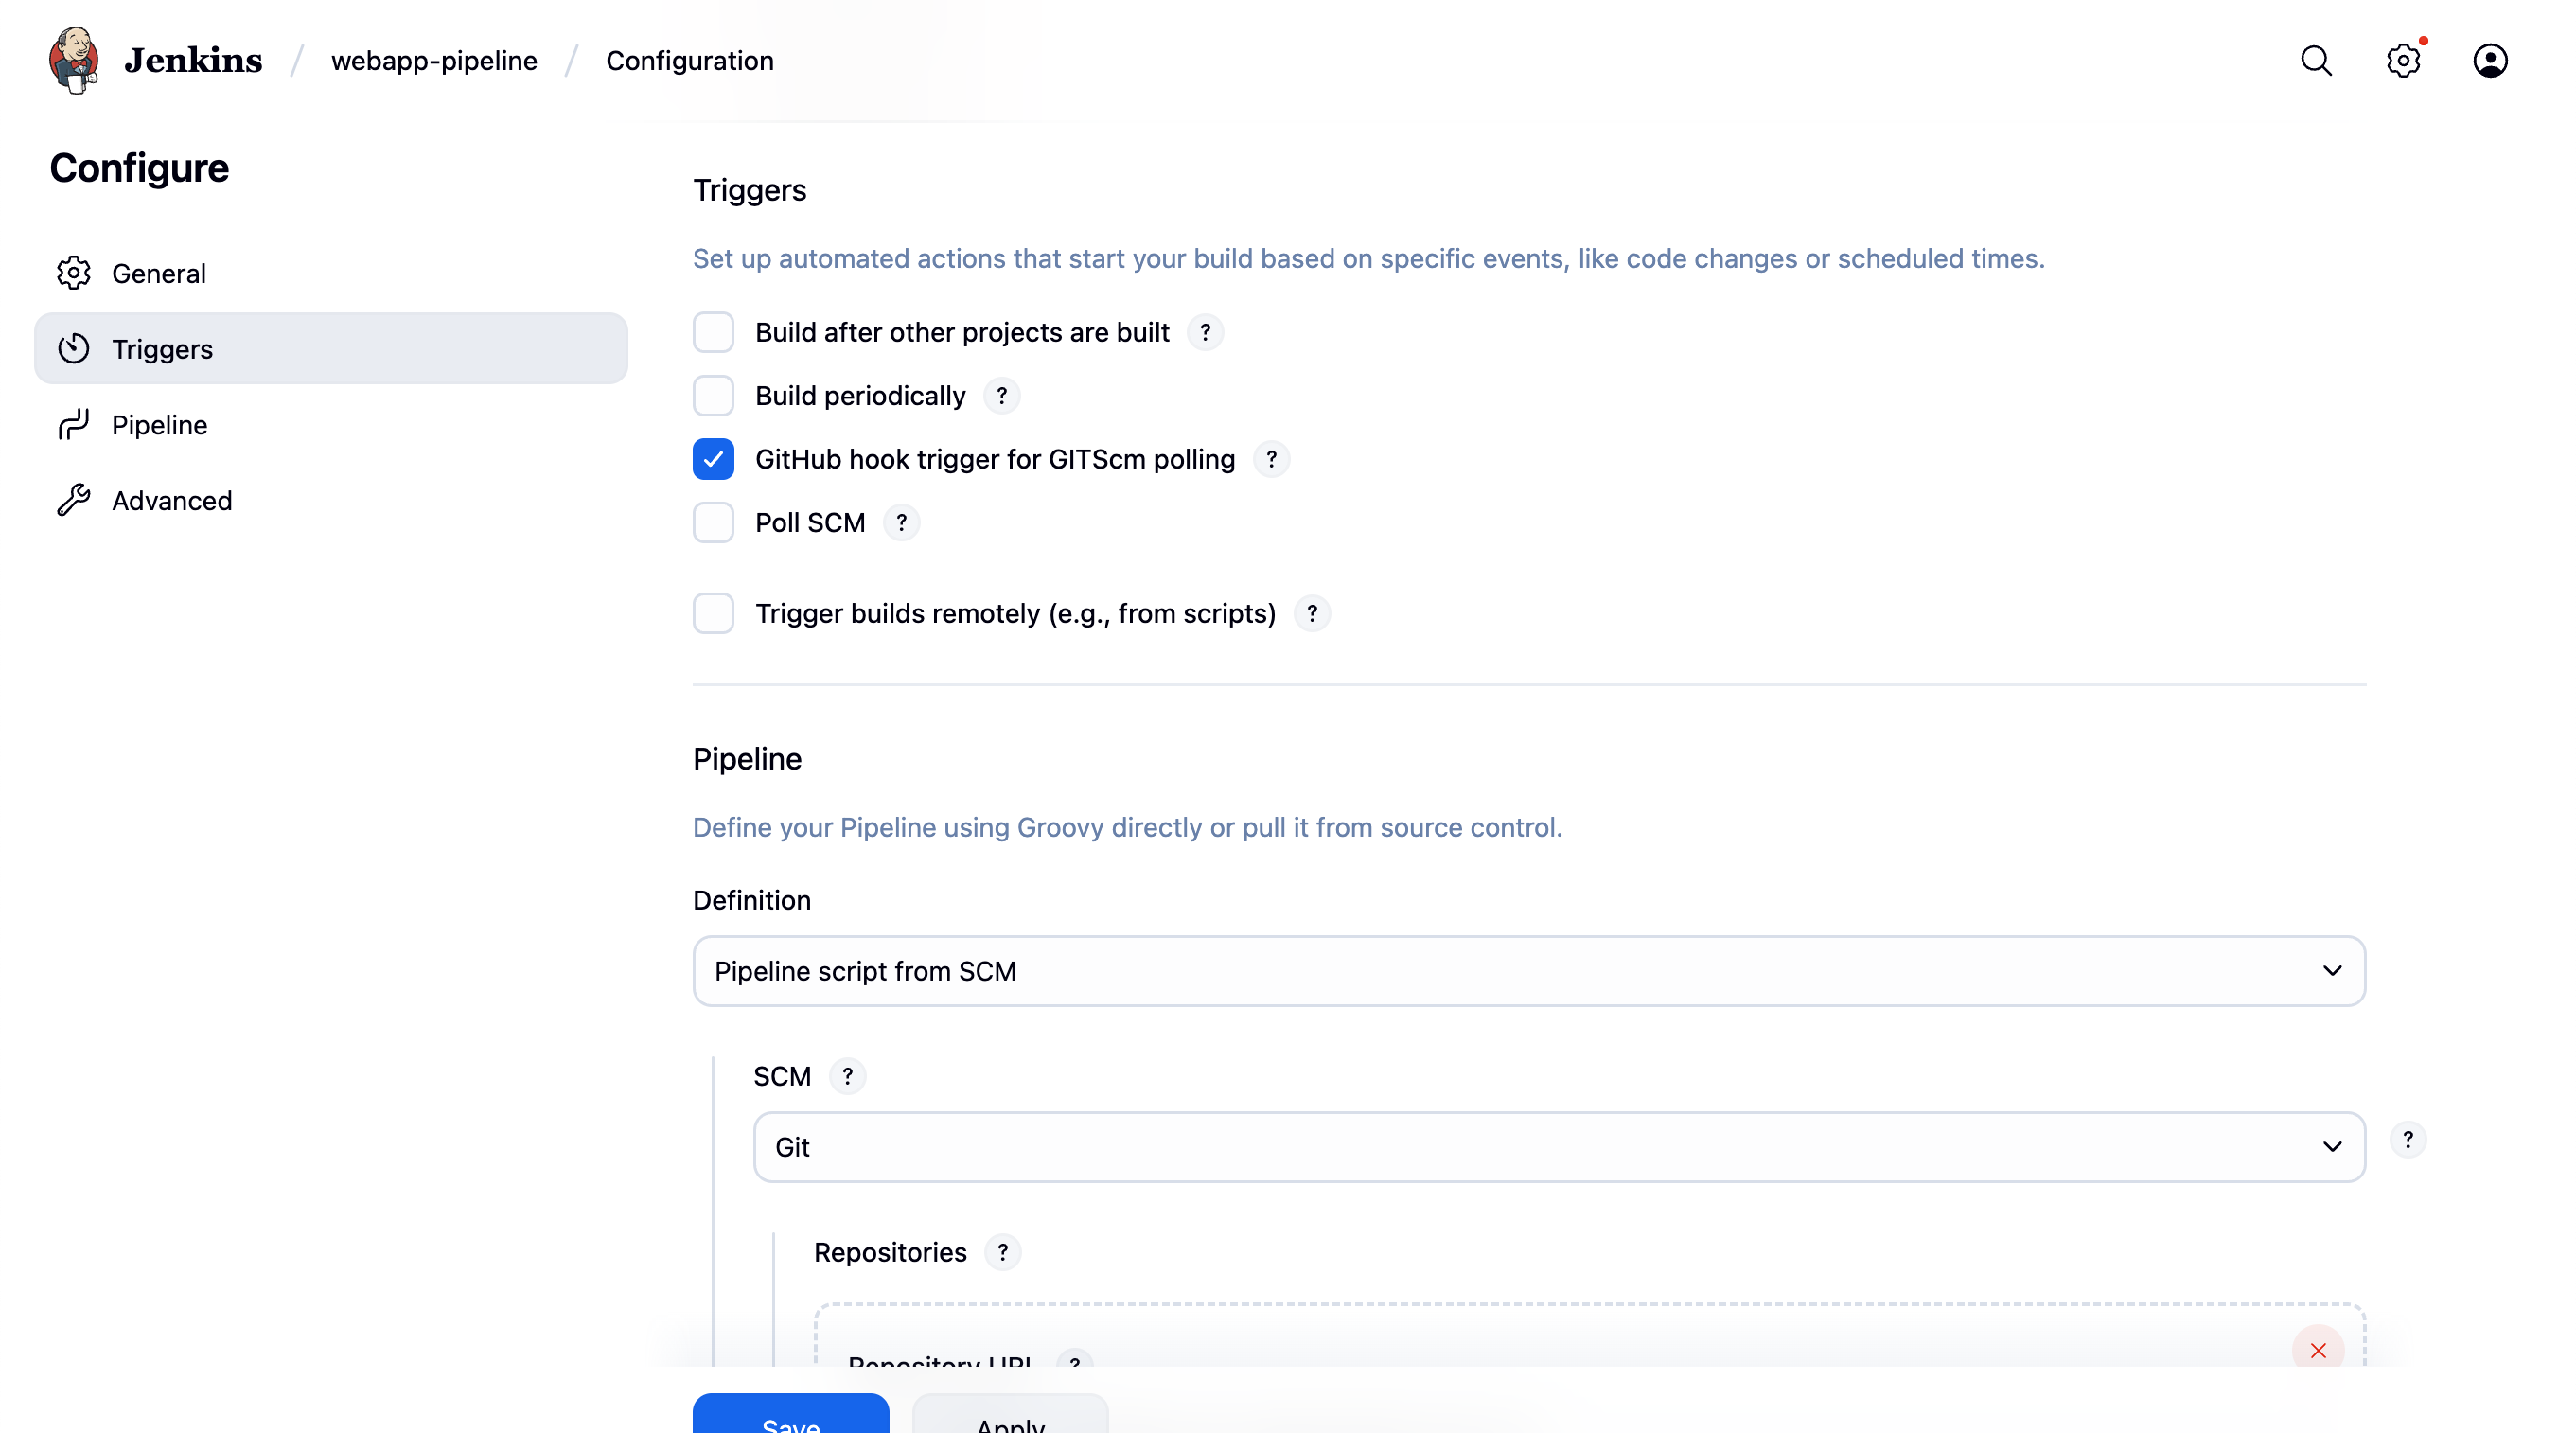 Jenkins / webapp-pipeline / Configuration
Configure
General
Triggers
Pipeline
Advanced
Triggers
Set up automated actions that start your build based on specific events, like code changes or scheduled times.
Build after other projects are built ?
Build periodically ?
GitHub hook trigger for GITScm polling ?
Poll SCM ?
Trigger builds remotely (e.g., from scripts) ?
Pipeline
Define your Pipeline using Groovy directly or pull it from source control.
Definition
Pipeline script from SCM
SCM ?
Git ?
Repositories ?
Repository URL ?
Save Apply